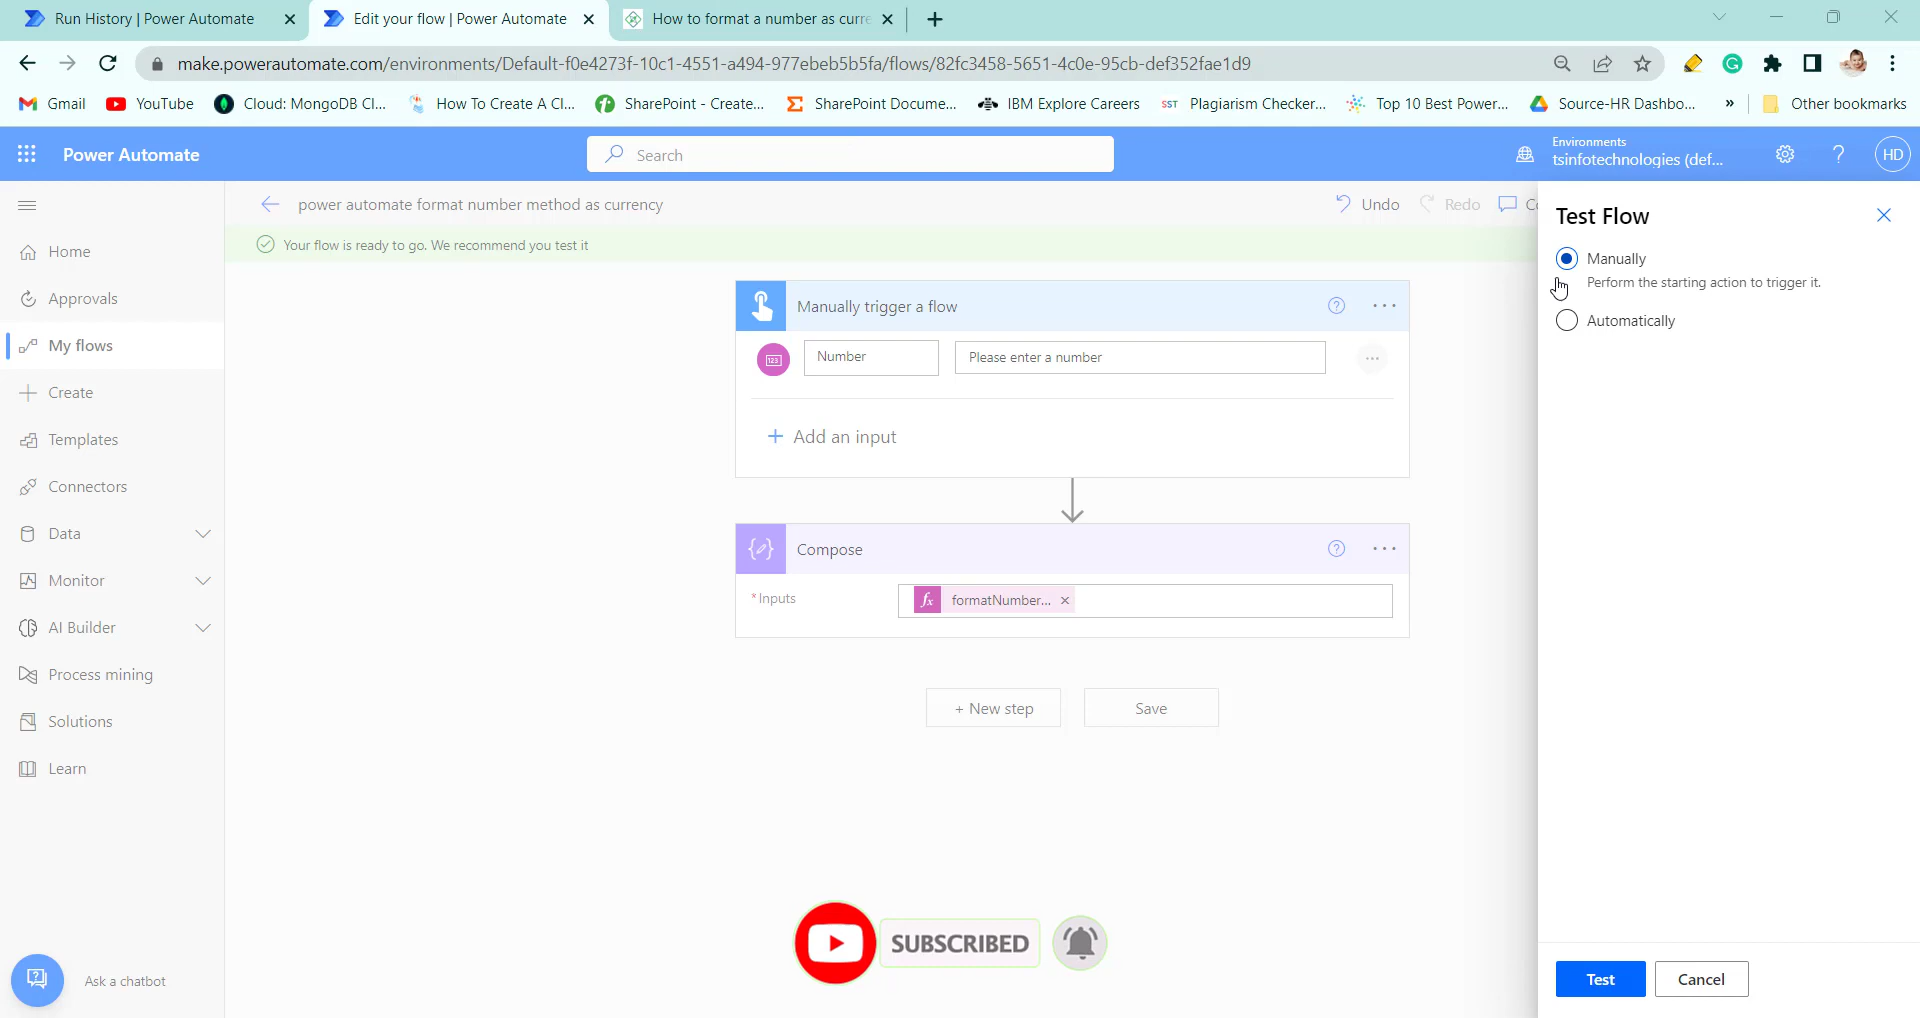 Run History | Power Automate
Edit your flow | Power Automate
How to format a number as curre
make.powerautomate.com/environments/Default-f0e4273f-10c1-4551-a494-977ebeb5b5fa/flows/82fc3458-5651-4c0e-95cb-def352fae1d9
Gmail
YouTube
Cloud: MongoDB Cl...
How To Create A Cl...
SharePoint - Create...
SharePoint Docume...
IBM Explore Careers
SST
Plagiarism Checker...
Top 10 Best Power...
Source-HR Dashbo...
»
Other bookmarks
Power Automate
Search
Environments
tsinfotechnologies (def...
?
HD
power automate format number method as currency
Undo
Redo
Co
Your flow is ready to go. We recommend you test it
Home
Approvals
My flows
Create
Templates
Connectors
Data
Monitor
AI Builder
Process mining
Solutions
Learn
Ask a chatbot
Manually trigger a flow
123
Number
Please enter a number
+ Add an input
Compose
* Inputs
fx
formatNumber...
+ New step
Save
SUBSCRIBED
Test Flow
Manually
Perform the starting action to trigger it.
Automatically
Test
Cancel